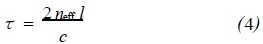 τ = 2 n_eff l / c (4)